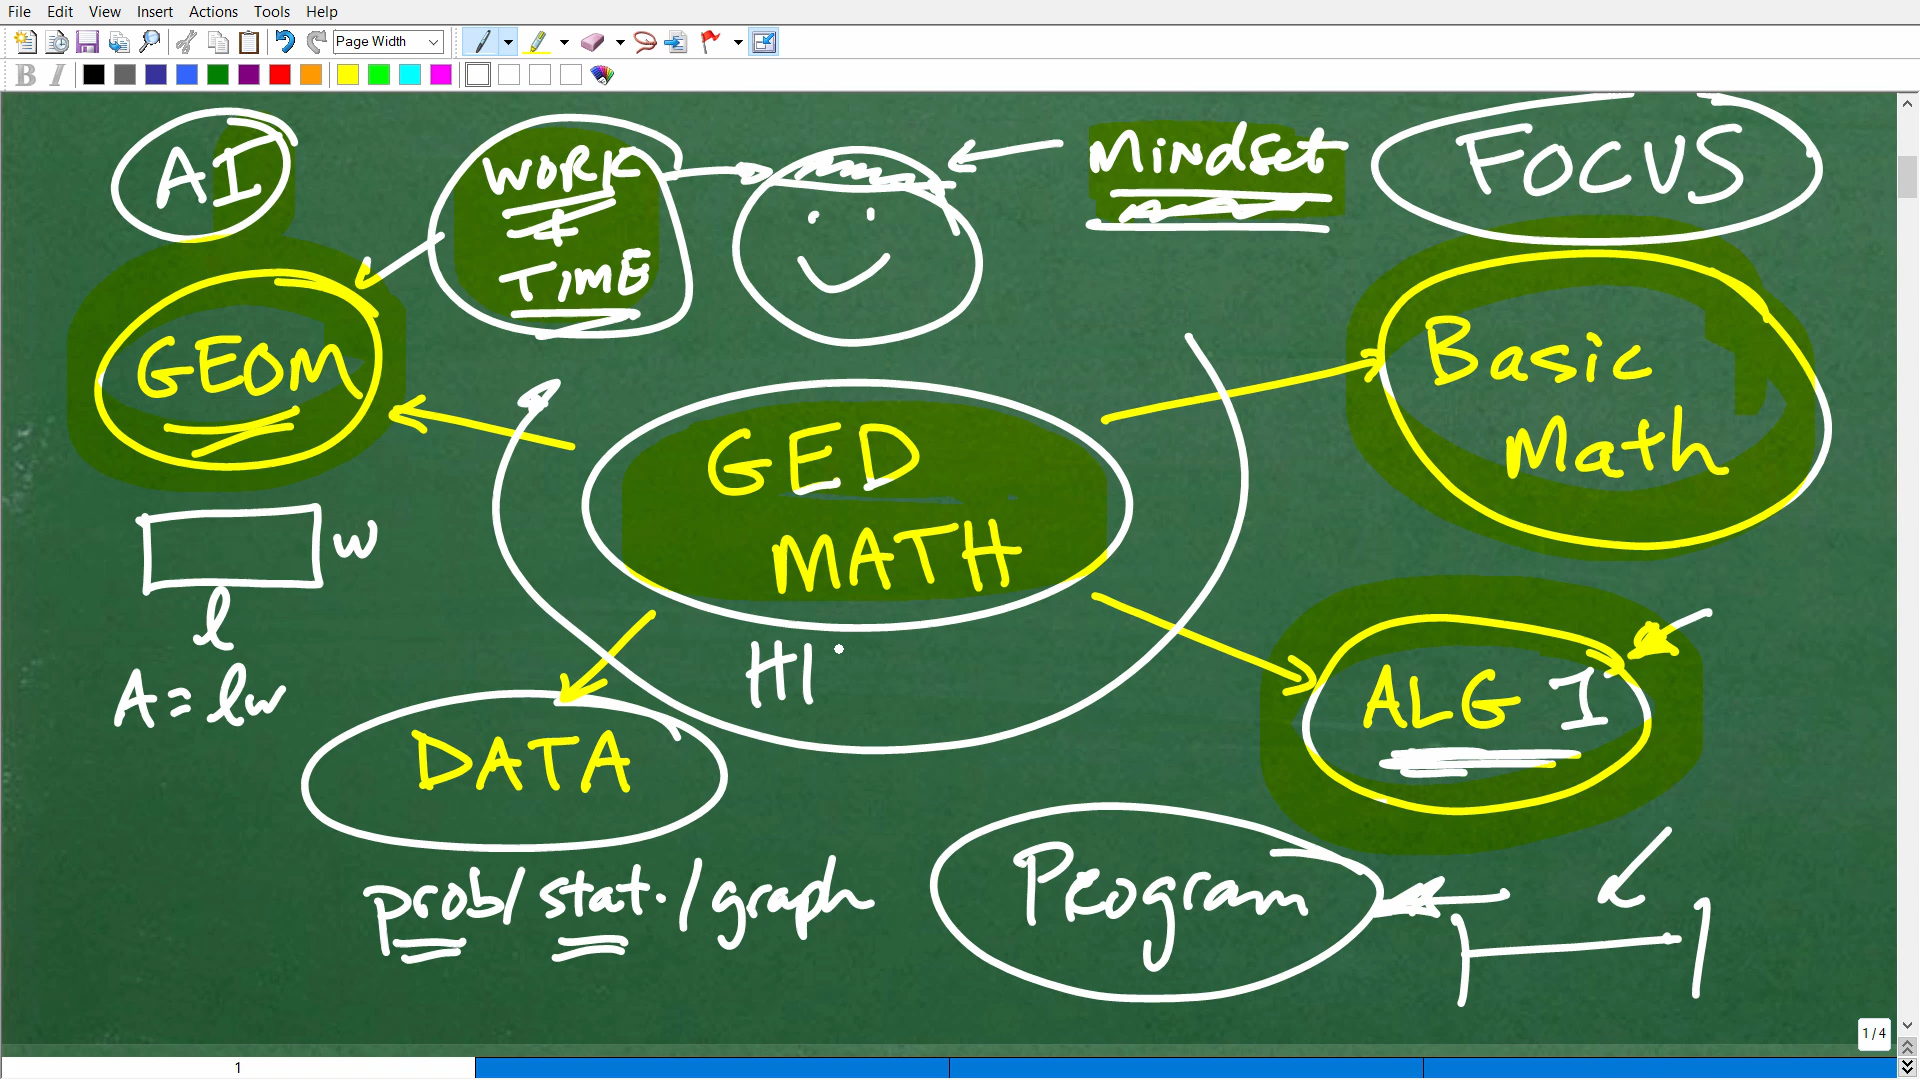 File Edit View Insert Actions Tools Help
Page Width
B I
AI
WORK
+
TIME
Mindset
FOCUS
GEOM
GED
MATH
Basic
Math
w
l
A = lw
HI
ALG 1
DATA
prob/stat./graph
Program
d
1 / 4
1